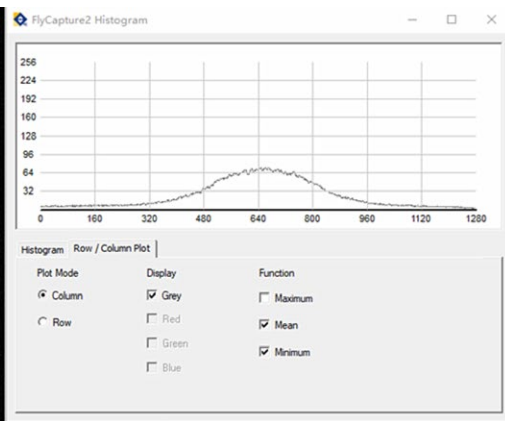 FlyCapture2 Histogram
256
224
192
160
128
96
64
32
0 160 320 480 640 800 960 1120 1280
Histogram Row / Column Plot
Plot Mode Display Function
Column Grey Maximum
Row Red Mean
Green Minimum
Blue